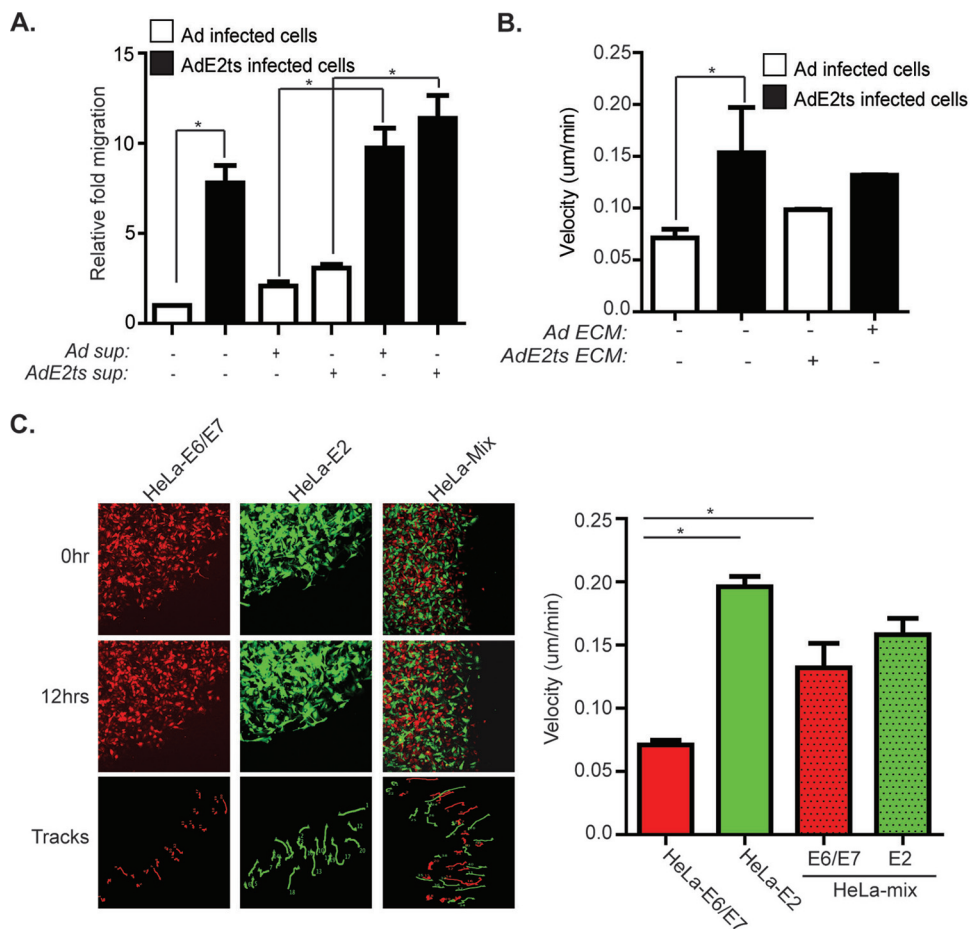 A.
Ad infected cells
AdE2ts infected cells
Relative fold migration
15
10
5
0
*
*
*
Ad sup: - - + - + -
AdE2ts sup: - - - + - +
B.
Ad infected cells
AdE2ts infected cells
Velocity (um/min)
0.25
0.20
0.15
0.10
0.05
0.0
*
Ad ECM: - - - +
AdE2ts ECM: - - + -
C.
HeLa-E6/E7
HeLa-E2
HeLa-Mix
0hr
12hrs
Tracks
Velocity (um/min)
0.25
0.20
0.15
0.10
0.05
0.0
*
*
HeLa-E6/E7
HeLa-E2
E6/E7 E2
HeLa-mix